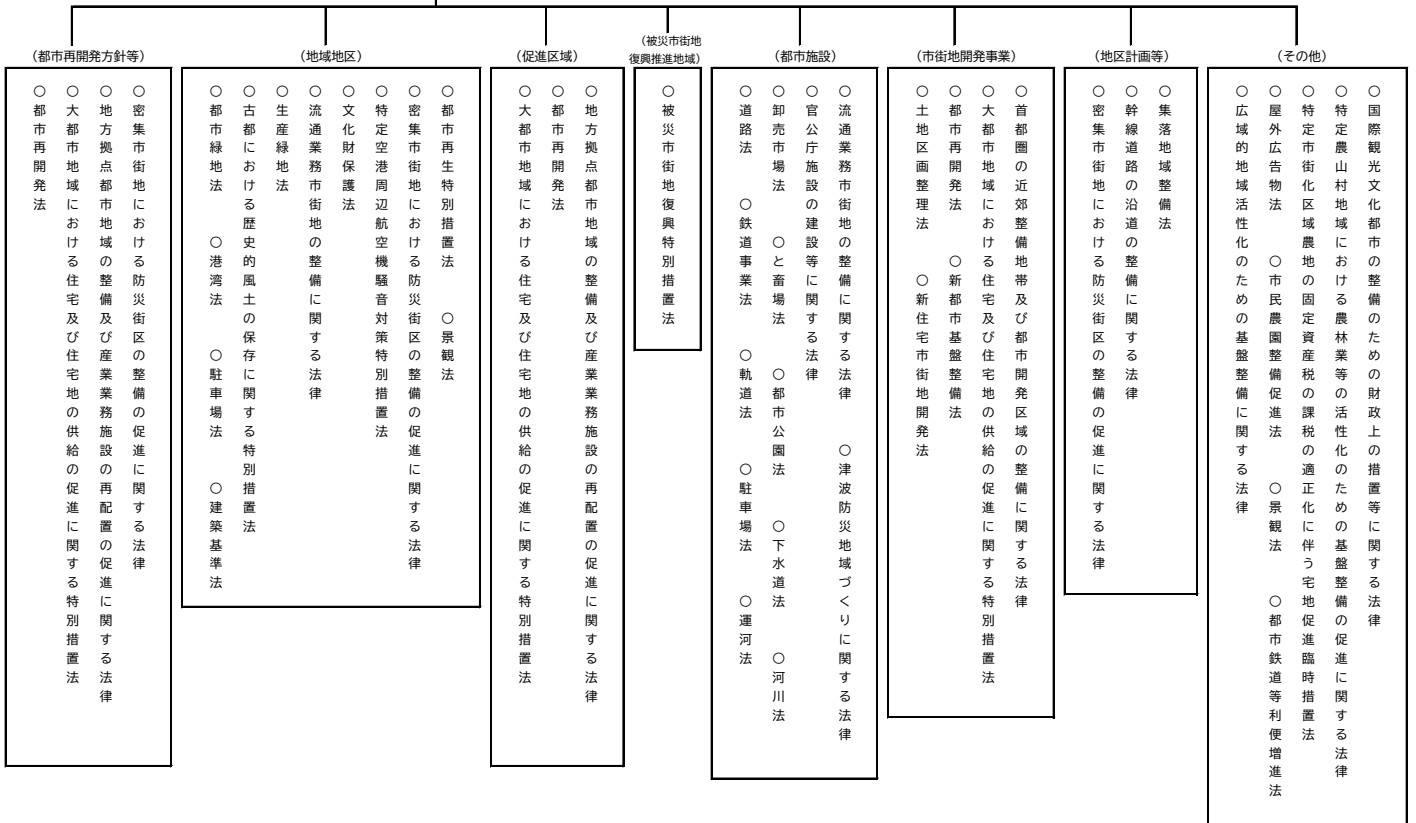 （都市再開発方針等）
○都市再開発法
○大都市地域における住宅及び住宅地の供給の促進に関する特別措置法
○地方拠点都市地域の整備及び産業業務施設の再配置の促進に関する法律
○密集市街地における防災街区の整備の促進に関する法律
（地域地区）
○都市緑地法　○港湾法　○駐車場法　○建築基準法
○古都における歴史的風土の保存に関する特別措置法
○生産緑地法
○流通業務市街地の整備に関する法律
○文化財保護法
○特定空港周辺航空機騒音対策特別措置法
○密集市街地における防災街区の整備の促進に関する法律
○都市再生特別措置法　○景観法
（促進区域）
○大都市地域における住宅及び住宅地の供給の促進に関する特別措置法
○都市再開発法
○地方拠点都市地域の整備及び産業業務施設の再配置の促進に関する法律
（被災市街地
復興推進地域）
○被災市街地復興特別措置法
（都市施設）
○道路法　○鉄道事業法　○軌道法　○駐車場法　○運河法
○卸売市場法　○と畜場法　○都市公園法　○下水道法　○河川法
○官公庁施設の建設等に関する法律
○流通業務市街地の整備に関する法律　○津波防災地域づくりに関する法律
（市街地開発事業）
○土地区画整理法　○新住宅市街地開発法
○都市再開発法　○新都市基盤整備法
○大都市地域における住宅及び住宅地の供給の促進に関する特別措置法
○首都圏の近郊整備地帯及び都市開発区域の整備に関する法律
（地区計画等）
○密集市街地における防災街区の整備の促進に関する法律
○幹線道路の沿道の整備に関する法律
○集落地域整備法
（その他）
○広域的地域活性化のための基盤整備に関する法律
○屋外広告物法　○市民農園整備促進法　○景観法　○都市鉄道等利便増進法
○特定市街化区域農地の固定資産税の課税の適正化に伴う宅地促進臨時措置法
○特定農山村地域における農林業等の活性化のための基盤整備の促進に関する法律
○国際観光文化都市の整備のための財政上の措置等に関する法律